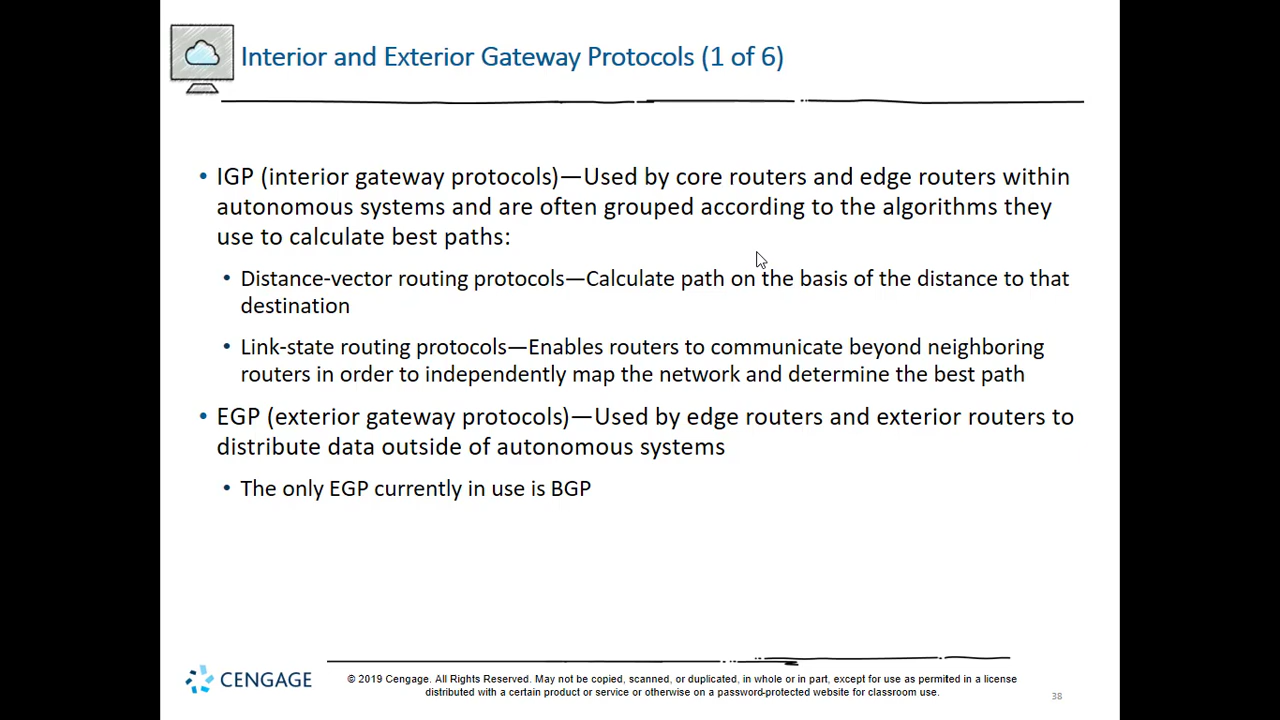 Interior and Exterior Gateway Protocols (1 of 6)
• IGP (interior gateway protocols)—Used by core routers and edge routers within
autonomous systems and are often grouped according to the algorithms they
use to calculate best paths:
• Distance-vector routing protocols—Calculate path on the basis of the distance to that
destination
• Link-state routing protocols—Enables routers to communicate beyond neighboring
routers in order to independently map the network and determine the best path
• EGP (exterior gateway protocols)—Used by edge routers and exterior routers to
distribute data outside of autonomous systems
• The only EGP currently in use is BGP
CENGAGE
© 2019 Cengage. All Rights Reserved. May not be copied, scanned, or duplicated, in whole or in part, except for use as permitted in a license
distributed with a certain product or service or otherwise on a password-protected website for classroom use.
38